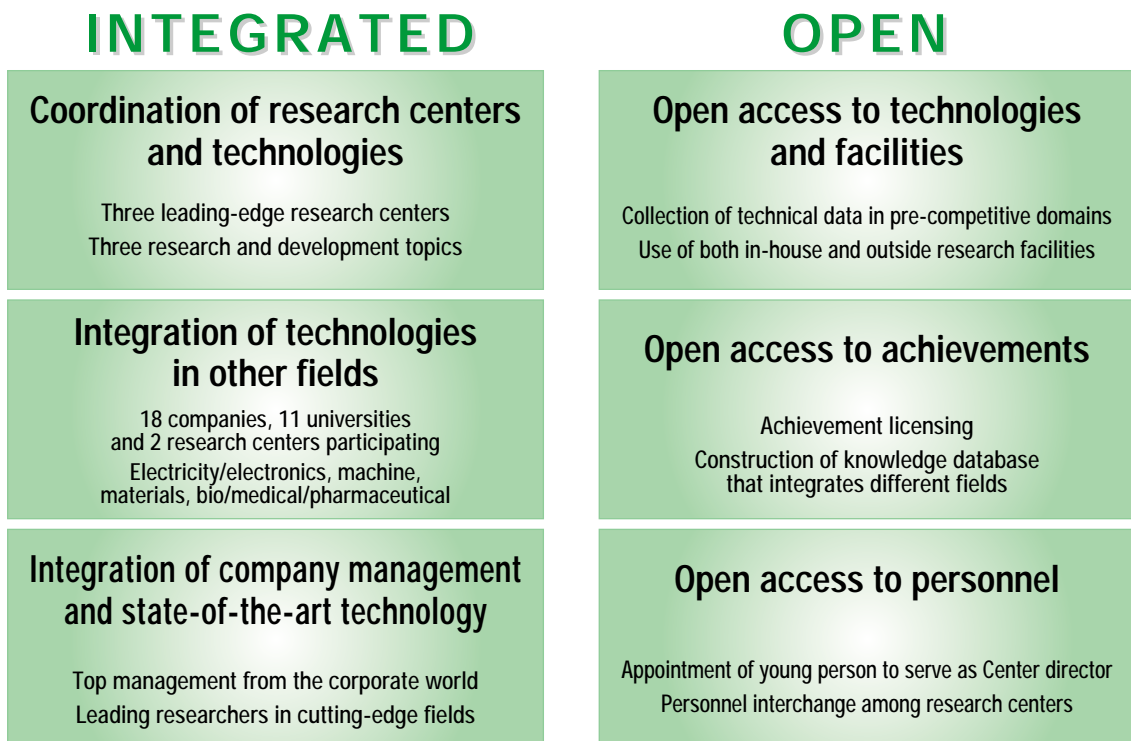 INTEGRATED
Coordination of research centers
and technologies
Three leading-edge research centers
Three research and development topics
Integration of technologies
in other fields
18 companies, 11 universities
and 2 research centers participating
Electricity/electronics, machine,
materials, bio/medical/pharmaceutical
Integration of company management
and state-of-the-art technology
Top management from the corporate world
Leading researchers in cutting-edge fields
OPEN
Open access to technologies
and facilities
Collection of technical data in pre-competitive domains
Use of both in-house and outside research facilities
Open access to achievements
Achievement licensing
Construction of knowledge database
that integrates different fields
Open access to personnel
Appointment of young person to serve as Center director
Personnel interchange among research centers